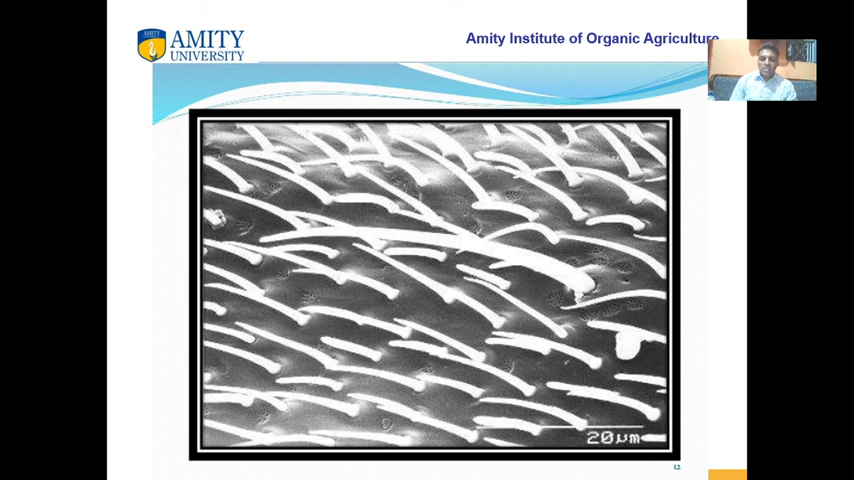 AMITY
AMITY
UNIVERSITY
Amity Institute of Organic Agriculture
20µm
12